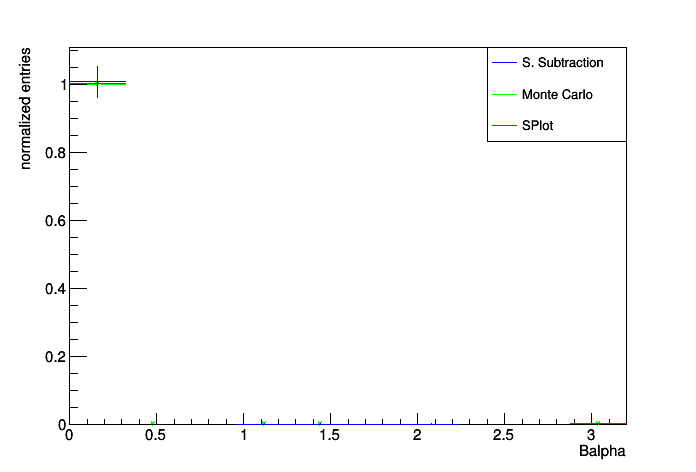 normalized entries
S. Subtraction
Monte Carlo
SPlot
1
0.8
0.6
0.4
0.2
0
0 0.5 1 1.5 2 2.5 3
Balpha